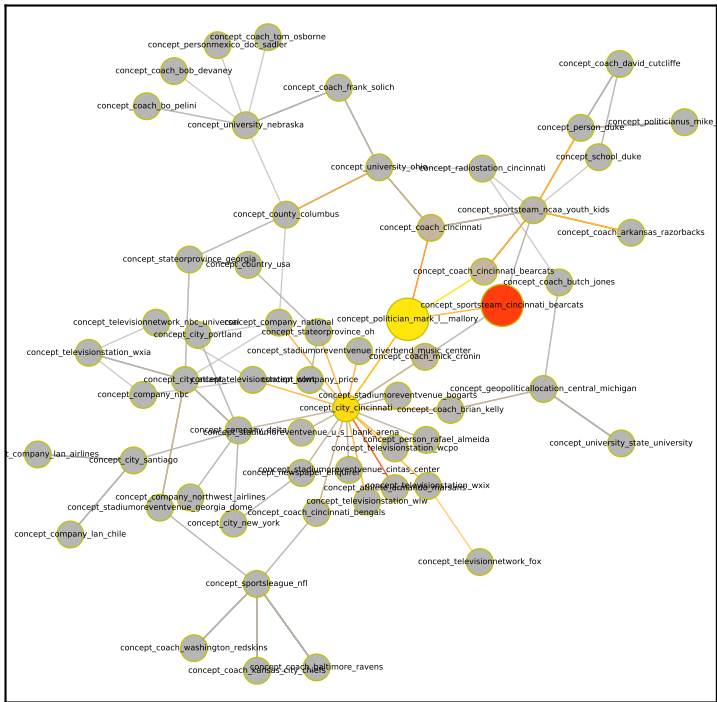 concept_coach_tom_osborne
concept_personmexico_doc_sadler
concept_coach_david_cutcliffe
concept_coach_bob_devaney
concept_coach_frank_solich
concept_coach_bo_pelini
concept_university_nebraska
concept_person_duke
concept_politicianus_mike_
concept_school_duke
concept_university_ohio
concept_radiostation_cincinnati
concept_county_columbus
concept_sportsteam_ncaa_youth_kids
concept_coach_cincinnati
concept_coach_arkansas_razorbacks
concept_stateorprovince_georgia
concept_country_usa
concept_coach_cincinnati_bearcats
concept_coach_butch_jones
concept_sportsteam_cincinnati_bearcats
concept_politician_mark_l__mallory
concept_televisionnetwork_nbc_universal
concept_company_national
concept_city_portland
concept_stateorprovince_oh
concept_televisionstation_wxia
concept_stadiumoreventvenue_riverbend_music_center
concept_coach_mick_cronin
concept_company_price
concept_company_nbc
concept_geopoliticallocation_central_michigan
concept_stadiumoreventvenue_bogarts
concept_city_cincinnati
concept_coach_brian_kelly
concept_company_delta
concept_stadiumoreventvenue_u_s__bank_arena
concept_person_rafael_almeida
concept_university_state_university
concept_televisionstation_wcpo
t_company_lan_airlines
concept_city_santiago
concept_newspaper_enquirer
concept_stadiumoreventvenue_cintas_center
concept_televisionstation_wxix
concept_company_northwest_airlines
concept_televisionstation_wlw
concept_stadiumoreventvenue_georgia_dome
concept_coach_cincinnati_bengals
concept_city_new_york
concept_company_lan_chile
concept_televisionnetwork_fox
concept_sportsleague_nfl
concept_coach_washington_redskins
concept_coach_baltimore_ravens
concept_coach_kansas_city_chiefs